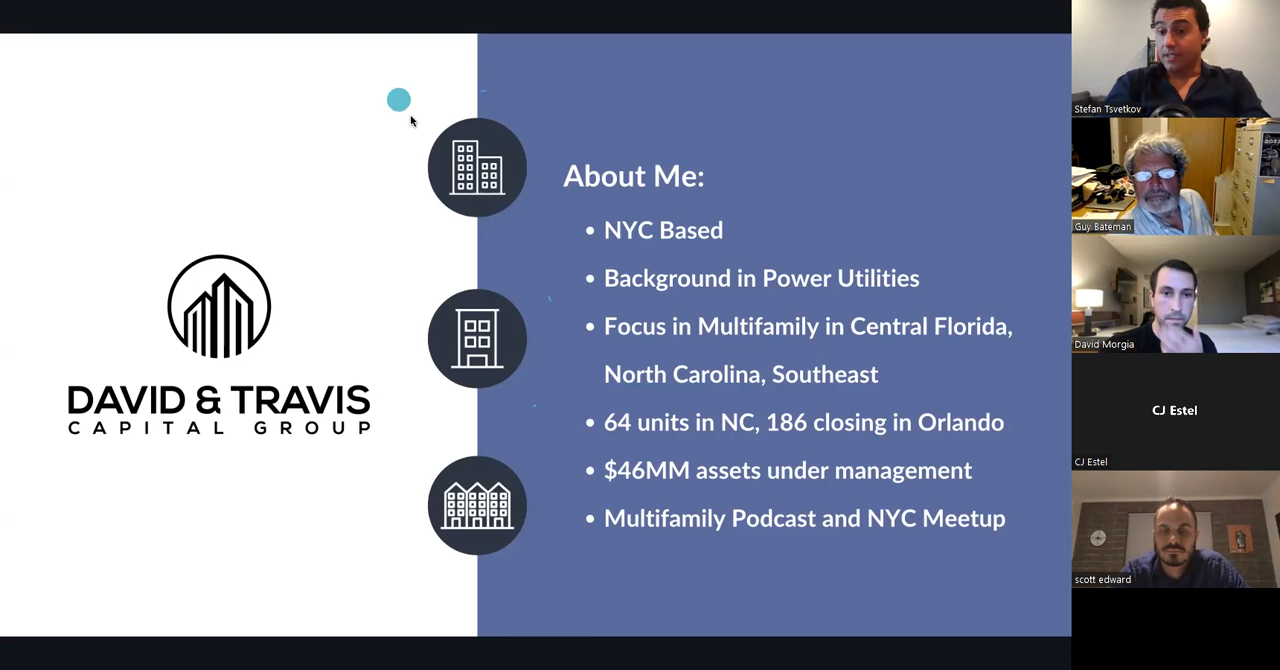 DAVID & TRAVIS
CAPITAL GROUP
About Me:
• NYC Based
• Background in Power Utilities
• Focus in Multifamily in Central Florida,
North Carolina, Southeast
• 64 units in NC, 186 closing in Orlando
• $46MM assets under management
• Multifamily Podcast and NYC Meetup
Stefan Tsvetkov
Guy Bateman
David Morgia
CJ Estel
CJ Estel
scott edward